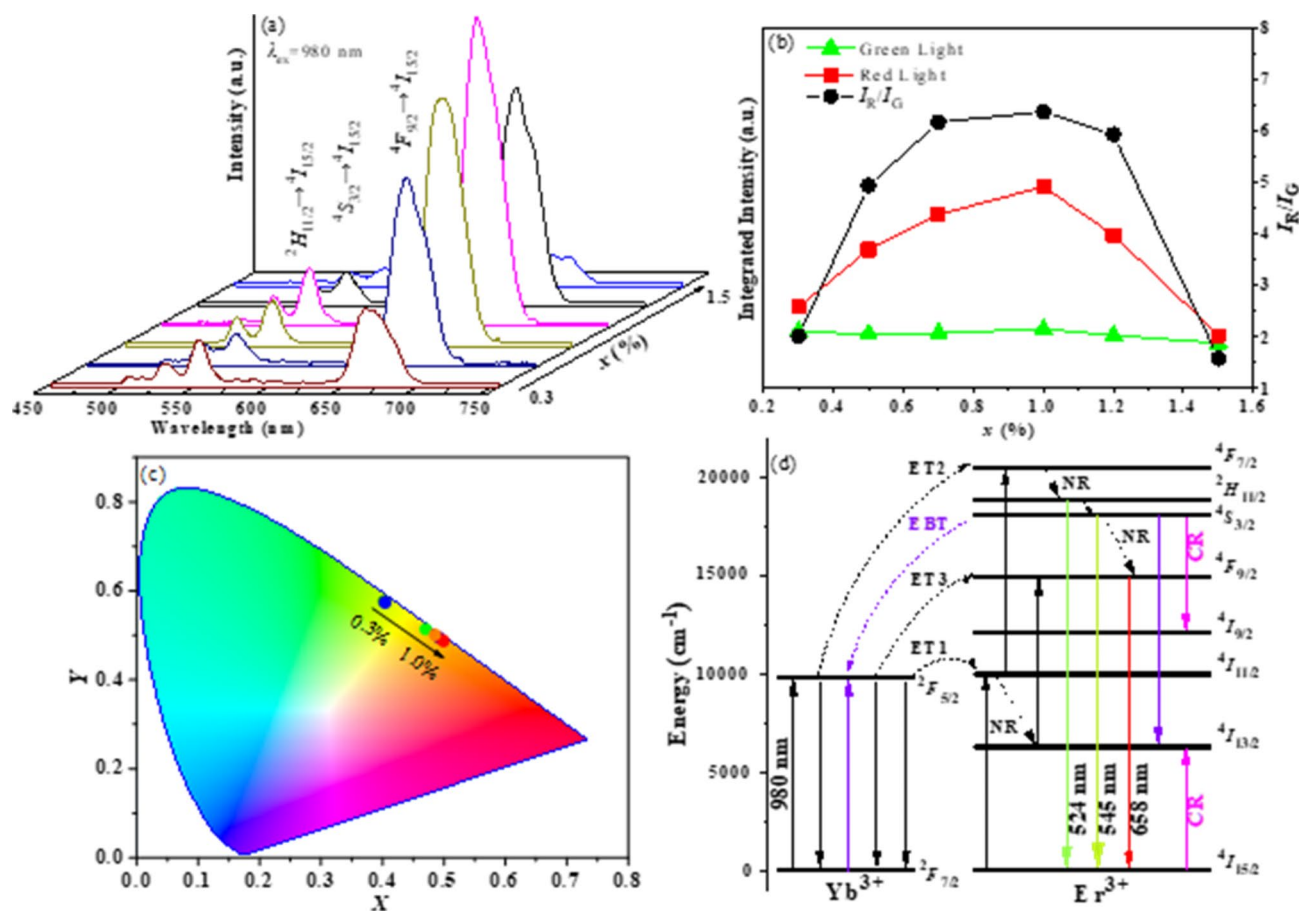 (a)
λex=980 nm
Intensity (a.u.)
²H11/2→⁴I15/2
⁴S3/2→⁴I15/2
⁴F9/2→⁴I15/2
1.5
x (%)
0.3
450 500 550 600 650 700 750
Wavelength (nm)
(b)
Green Light
Red Light
IR/IG
Integrated Intensity (a.u.)
8
7
6
5
4
3
2
1
IR/IG
0.2 0.4 0.6 0.8 1.0 1.2 1.4 1.6
x (%)
(c)
0.8
0.6
0.4
0.2
0.0
Y
0.3%
1.0%
0.0 0.1 0.2 0.3 0.4 0.5 0.6 0.7 0.8
X
(d)
20000
15000
10000
5000
0
Energy (cm⁻¹)
ET2
EBT
ET3
ET1
NR
NR
NR
CR
CR
⁴F7/2
²H11/2
⁴S3/2
⁴F9/2
⁴I9/2
⁴I11/2
⁴I13/2
⁴I15/2
²F5/2
²F7/2
980 nm
524 nm
545 nm
658 nm
Yb³⁺
Er³⁺